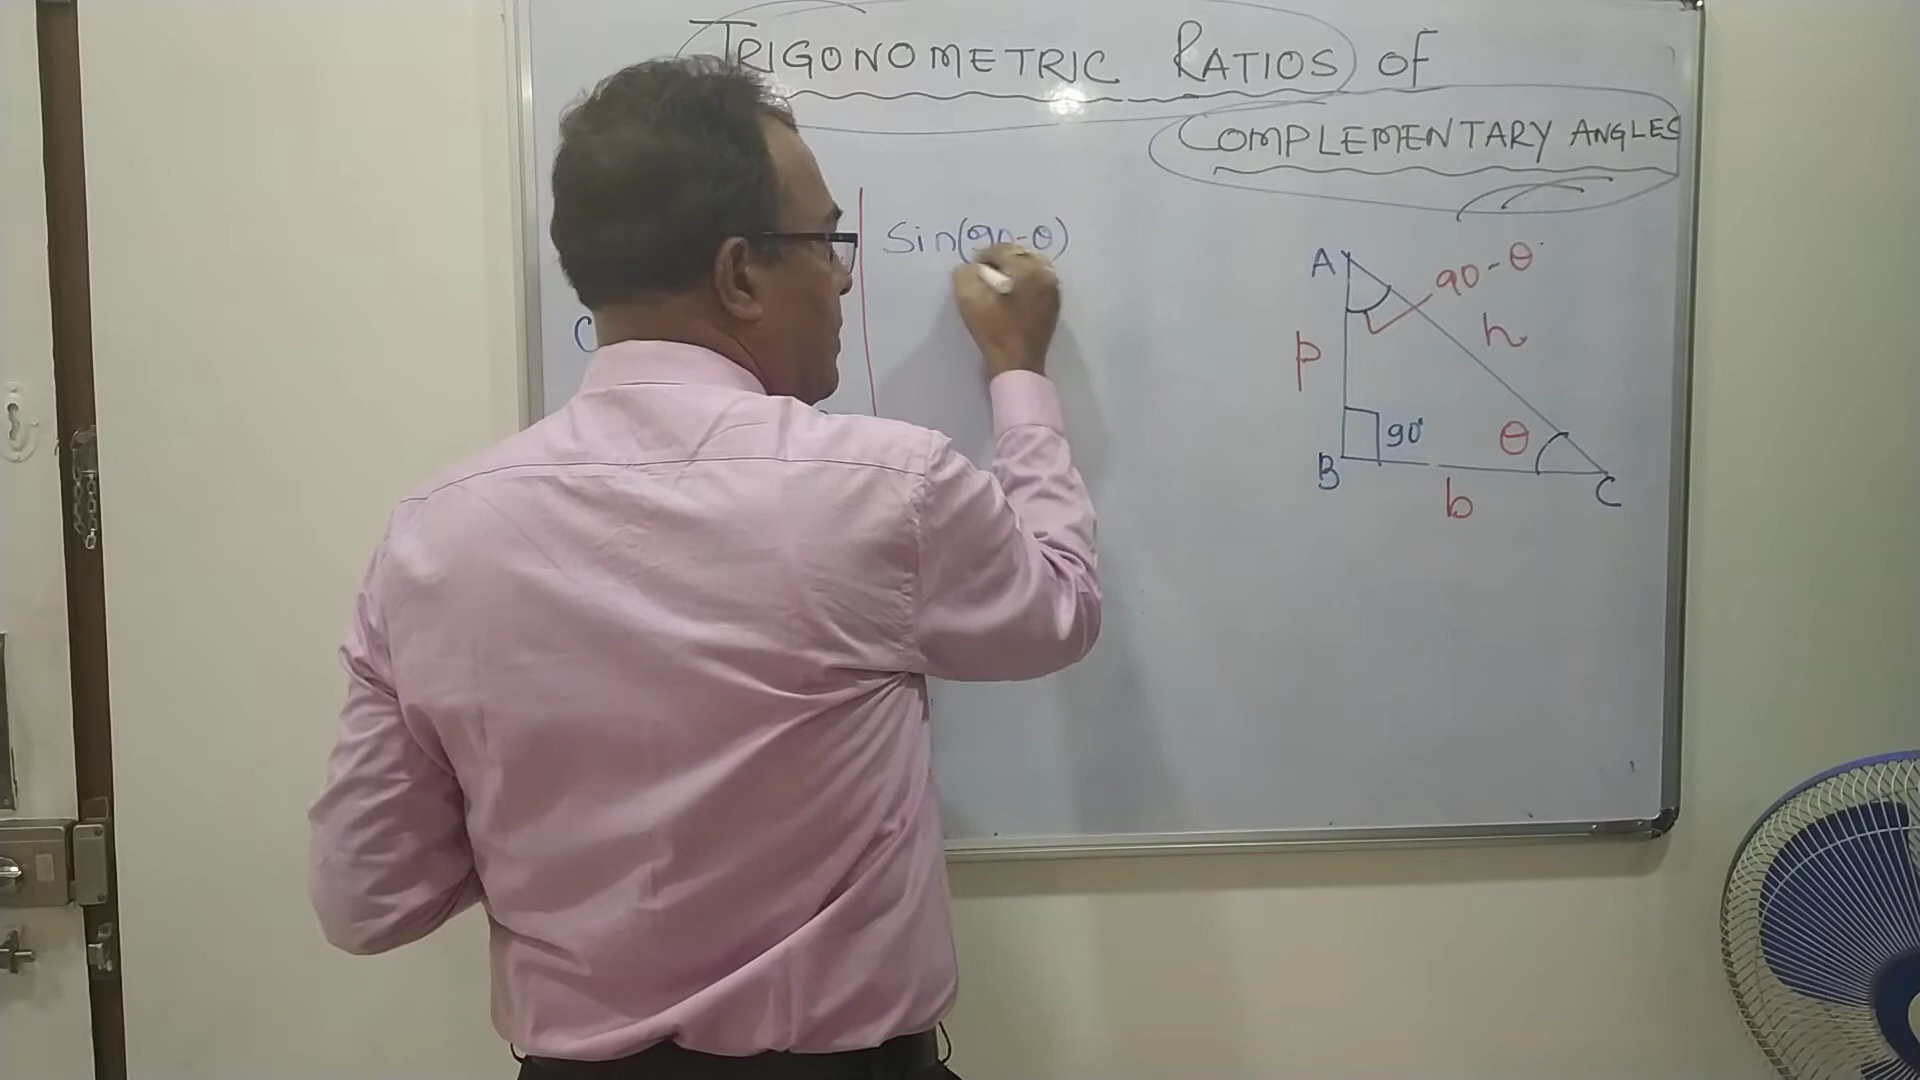 TRIGONOMETRIC RATIOS OF
COMPLEMENTARY ANGLES
Sin(90-θ)
C
A
90-θ
p
h
90°
θ
B
b
C